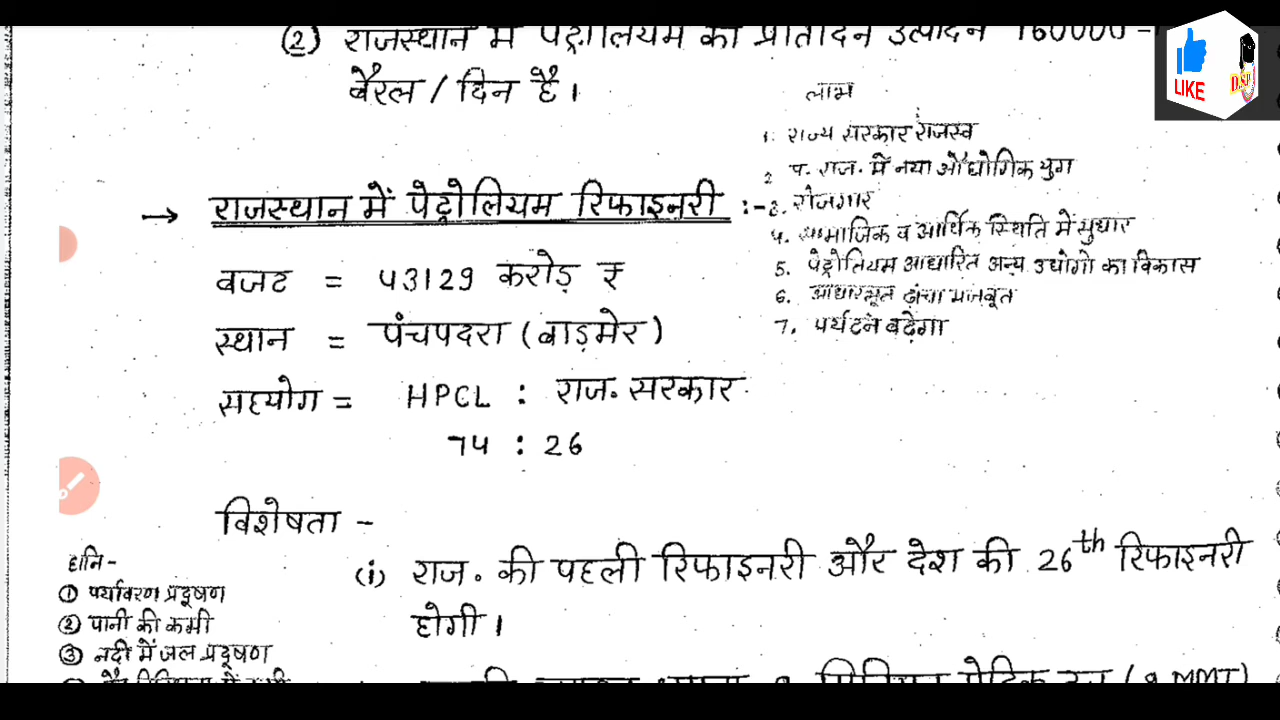 (2) राजस्थान में पेट्रोलियम का प्रतिदिन उत्पादन 160000
बैरल / दिन है।
लाभ
1. राज्य सरकार राजस्व
2 प. राज. में नया औद्योगिक युग
→ राजस्थान में पेट्रोलियम रिफाइनरी :-
3. रोजगार
4. सामाजिक व आर्थिक स्थिति में सुधार
5. पेट्रोलियम आधारित अन्य उद्योगो का विकास
6. आधारभूत ढांचा मजबूत
7. पर्यटन बढ़ेगा
बजट = 43129 करोड़ ₹
स्थान = पंचपदरा (बाड़मेर)
सहयोग = HPCL : राज. सरकार
74 : 26
विशेषता -
(i) राज. की पहली रिफाइनरी और देश की 26th रिफाइनरी
होगी।
हानि-
① पर्यावरण प्रदूषण
② पानी की कमी
③ नदी में जल प्रदूषण
LIKE